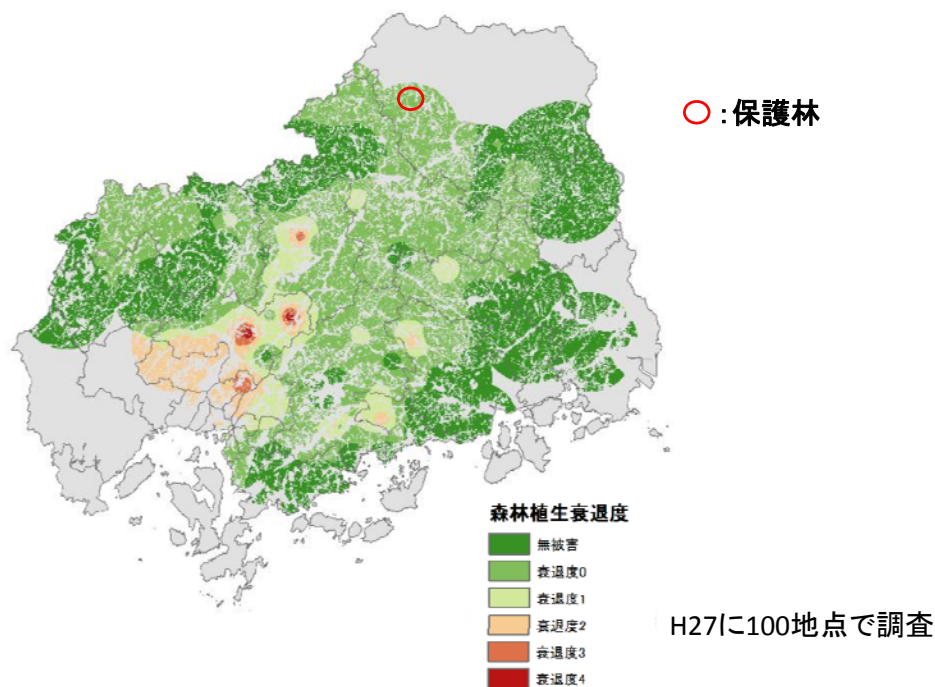 ○：保護林
森林植生衰退度
無被害
衰退度0
衰退度1
衰退度2
衰退度3
衰退度4
H27に100地点で調査